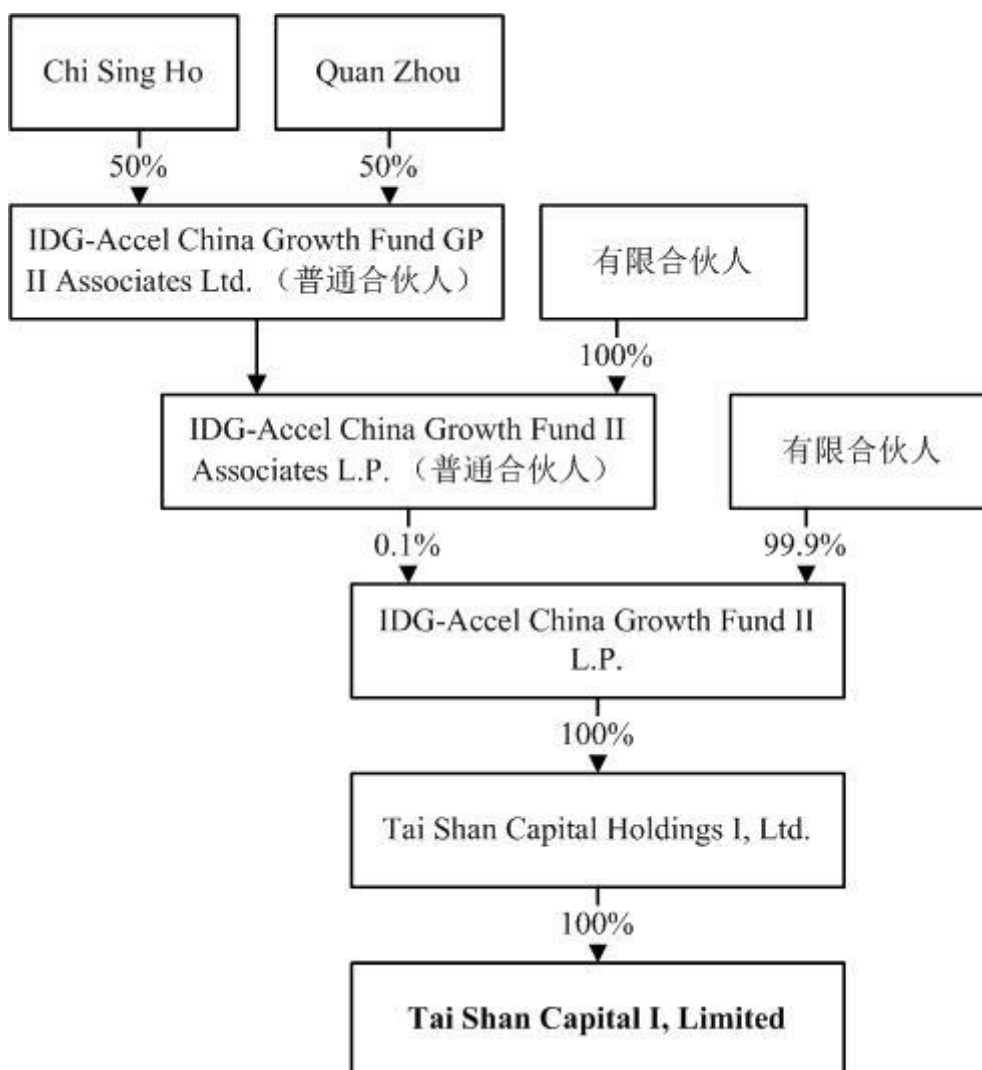 Chi Sing Ho
Quan Zhou
50%
50%
IDG-Accel China Growth Fund GP
II Associates Ltd. （普通合伙人）
有限合伙人
100%
IDG-Accel China Growth Fund II
Associates L.P. （普通合伙人）
有限合伙人
0.1%
99.9%
IDG-Accel China Growth Fund II
L.P.
100%
Tai Shan Capital Holdings I, Ltd.
100%
Tai Shan Capital I, Limited